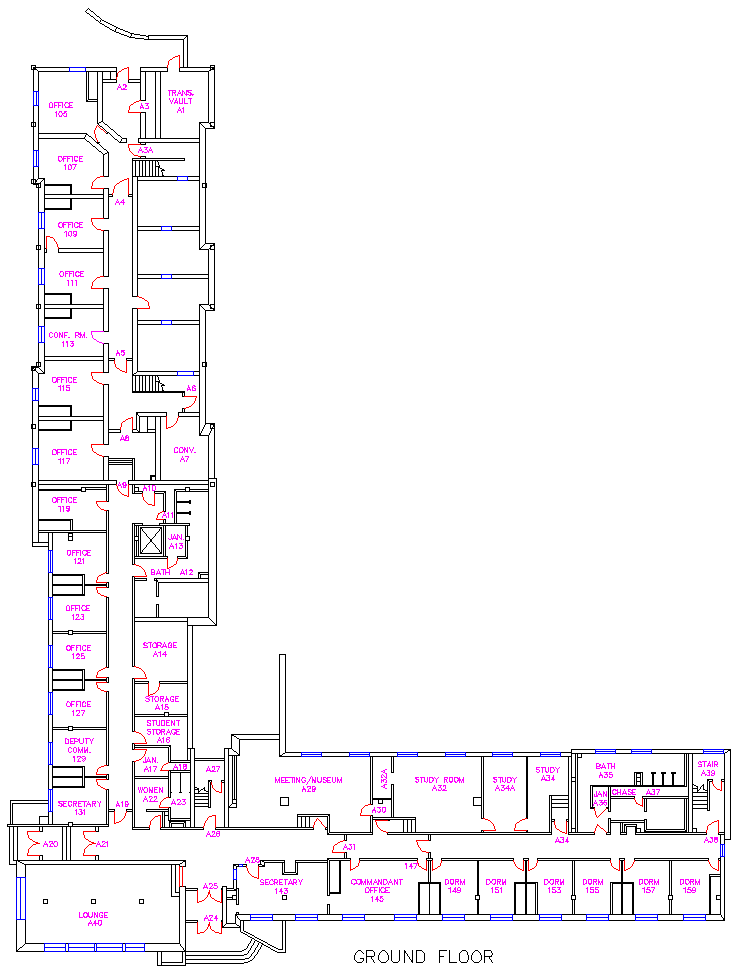 A2
TRANS.
VAULT
A1
OFFICE
105
A3
A3A
OFFICE
107
A4
OFFICE
109
OFFICE
111
CONF. RM.
113
A5
OFFICE
115
A6
A8
OFFICE
117
CONV.
A7
A9
A10
OFFICE
119
A11
JAN.
A13
OFFICE
121
BATH A12
OFFICE
123
OFFICE
125
STORAGE
A14
OFFICE
127
STORAGE
A15
STUDENT
STORAGE
A16
DEPUTY
COMM.
129
JAN.
A17
A18
A27
WOMEN
A22
A23
SECRETARY
131
A19
MEETING/MUSEUM
A29
A32A
STUDY ROOM
A32
STUDY
A34A
STUDY
A34
BATH
A35
STAIR
A39
JAN
A36
CHASE A37
A30
A20
A21
A26
A31
A34
A38
A28
147
SECRETARY
143
COMMANDANT
OFFICE
145
DORM
149
DORM
151
DORM
153
DORM
155
DORM
157
DORM
159
A25
A24
LOUNGE
A40
GROUND FLOOR